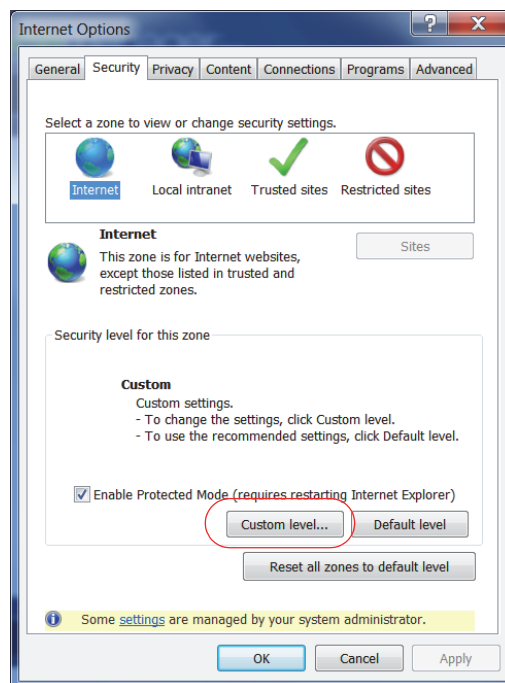 Internet Options
General Security Privacy Content Connections Programs Advanced
Select a zone to view or change security settings.
Internet Local intranet Trusted sites Restricted sites
Internet
Sites
This zone is for Internet websites,
except those listed in trusted and
restricted zones.
Security level for this zone
Custom
Custom settings.
- To change the settings, click Custom level.
- To use the recommended settings, click Default level.
Enable Protected Mode (requires restarting Internet Explorer)
Custom level... Default level
Reset all zones to default level
Some settings are managed by your system administrator.
OK Cancel Apply